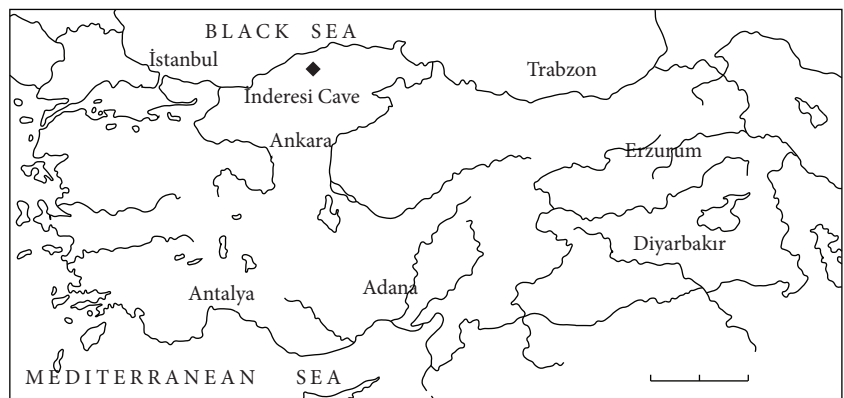 BLACK SEA
İstanbul
Trabzon
İnderesi Cave
Ankara
Erzurum
Diyarbakır
Adana
Antalya
MEDITERRANEAN SEA